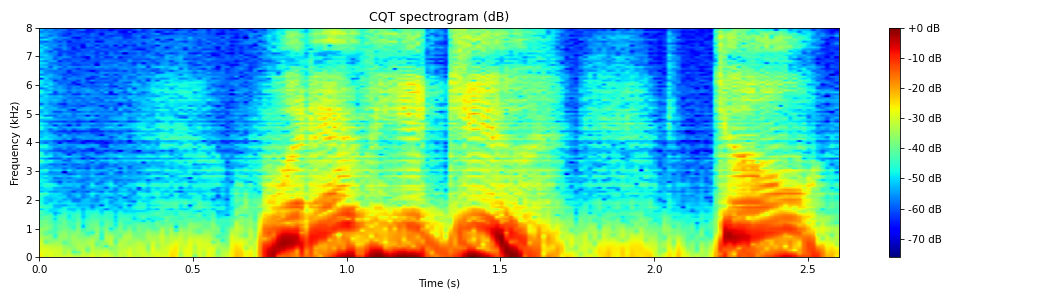 CQT spectrogram (dB)
8
7
6
5
4
3
2
1
0
Frequency (kHz)
0.0 0.5 1.0 1.5 2.0 2.5
Time (s)
+0 dB
-10 dB
-20 dB
-30 dB
-40 dB
-50 dB
-60 dB
-70 dB